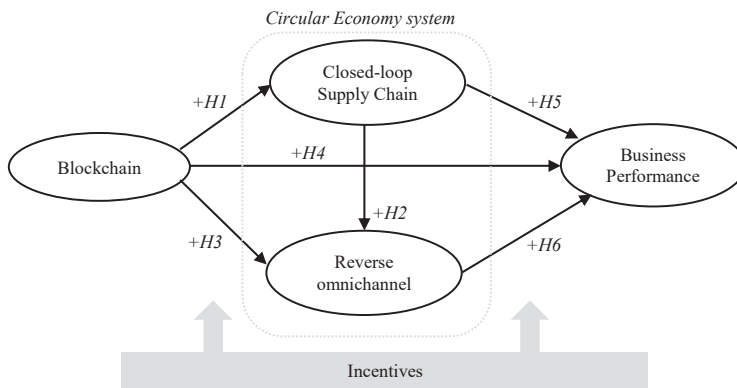 Circular Economy system
Closed-loop
Supply Chain
+H1
+H5
Blockchain
+H4
Business
Performance
+H2
+H3
+H6
Reverse
omnichannel
Incentives